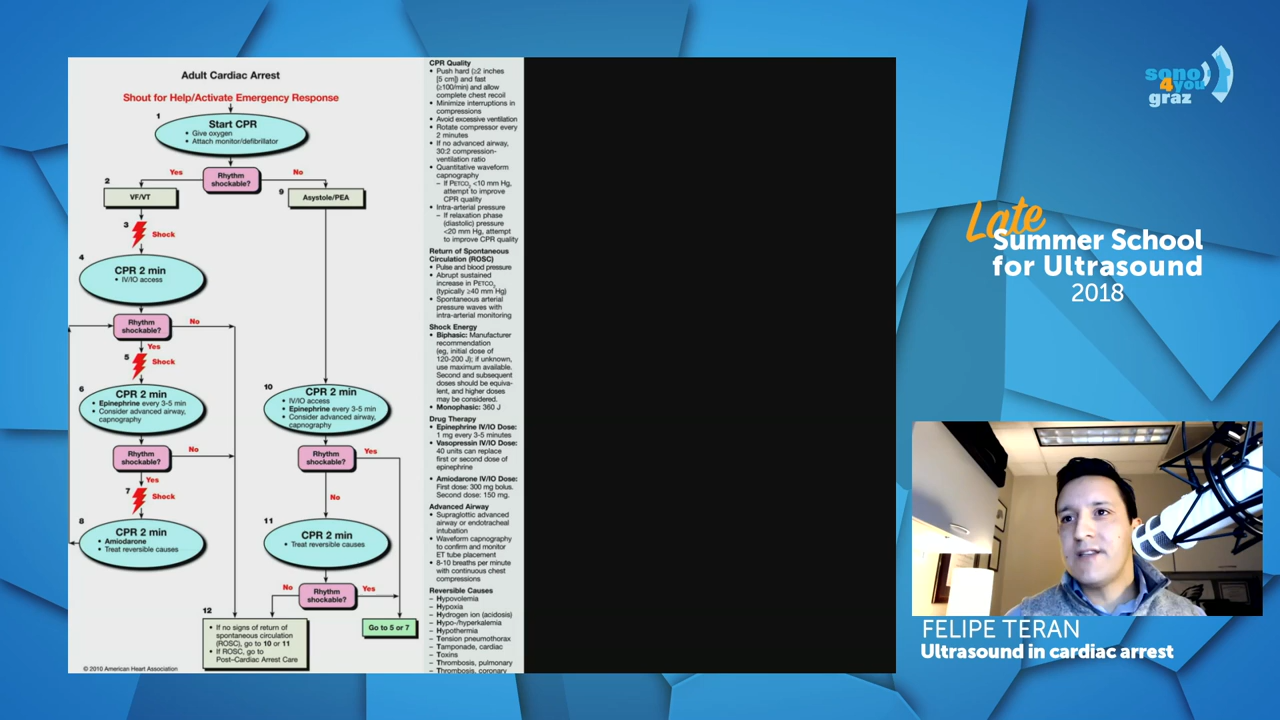 Adult Cardiac Arrest
Shout for Help/Activate Emergency Response
1
Start CPR
• Give oxygen
• Attach monitor/defibrillator
Yes
Rhythm
shockable?
No
2
VF/VT
9
Asystole/PEA
3
Shock
4
CPR 2 min
• IV/IO access
Rhythm
shockable?
No
Yes
5
Shock
6
CPR 2 min
• Epinephrine every 3-5 min
• Consider advanced airway,
capnography
10
CPR 2 min
• IV/IO access
• Epinephrine every 3-5 min
• Consider advanced airway,
capnography
Rhythm
shockable?
No
Yes
Rhythm
shockable?
Yes
No
7
Shock
8
CPR 2 min
• Amiodarone
• Treat reversible causes
11
CPR 2 min
• Treat reversible causes
No
Rhythm
shockable?
Yes
12
• If no signs of return of
spontaneous circulation
(ROSC), go to 10 or 11
• If ROSC, go to
Post–Cardiac Arrest Care
Go to 5 or 7
© 2010 American Heart Association
CPR Quality
• Push hard (≥2 inches
[5 cm]) and fast
(≥100/min) and allow
complete chest recoil
• Minimize interruptions in
compressions
• Avoid excessive ventilation
• Rotate compressor every
2 minutes
• If no advanced airway,
30:2 compression-
ventilation ratio
• Quantitative waveform
capnography
– If PETCO2 <10 mm Hg,
attempt to improve
CPR quality
• Intra-arterial pressure
– If relaxation phase
(diastolic) pressure
<20 mm Hg, attempt
to improve CPR quality
Return of Spontaneous
Circulation (ROSC)
• Pulse and blood pressure
• Abrupt sustained
increase in PETCO2
(typically ≥40 mm Hg)
• Spontaneous arterial
pressure waves with
intra-arterial monitoring
Shock Energy
• Biphasic: Manufacturer
recommendation
(eg, initial dose of
120-200 J); if unknown,
use maximum available.
Second and subsequent
doses should be equiva-
lent, and higher doses
may be considered.
• Monophasic: 360 J
Drug Therapy
• Epinephrine IV/IO Dose:
1 mg every 3-5 minutes
• Vasopressin IV/IO Dose:
40 units can replace
first or second dose of
epinephrine
• Amiodarone IV/IO Dose:
First dose: 300 mg bolus.
Second dose: 150 mg.
Advanced Airway
• Supraglottic advanced
airway or endotracheal
intubation
• Waveform capnography
to confirm and monitor
ET tube placement
• 8-10 breaths per minute
with continuous chest
compressions
Reversible Causes
– Hypovolemia
– Hypoxia
– Hydrogen ion (acidosis)
– Hypo-/hyperkalemia
– Hypothermia
– Tension pneumothorax
– Tamponade, cardiac
– Toxins
– Thrombosis, pulmonary
– Thrombosis, coronary
sono
4you
graz
Late
Summer School
for Ultrasound
2018
FELIPE TERAN
Ultrasound in cardiac arrest